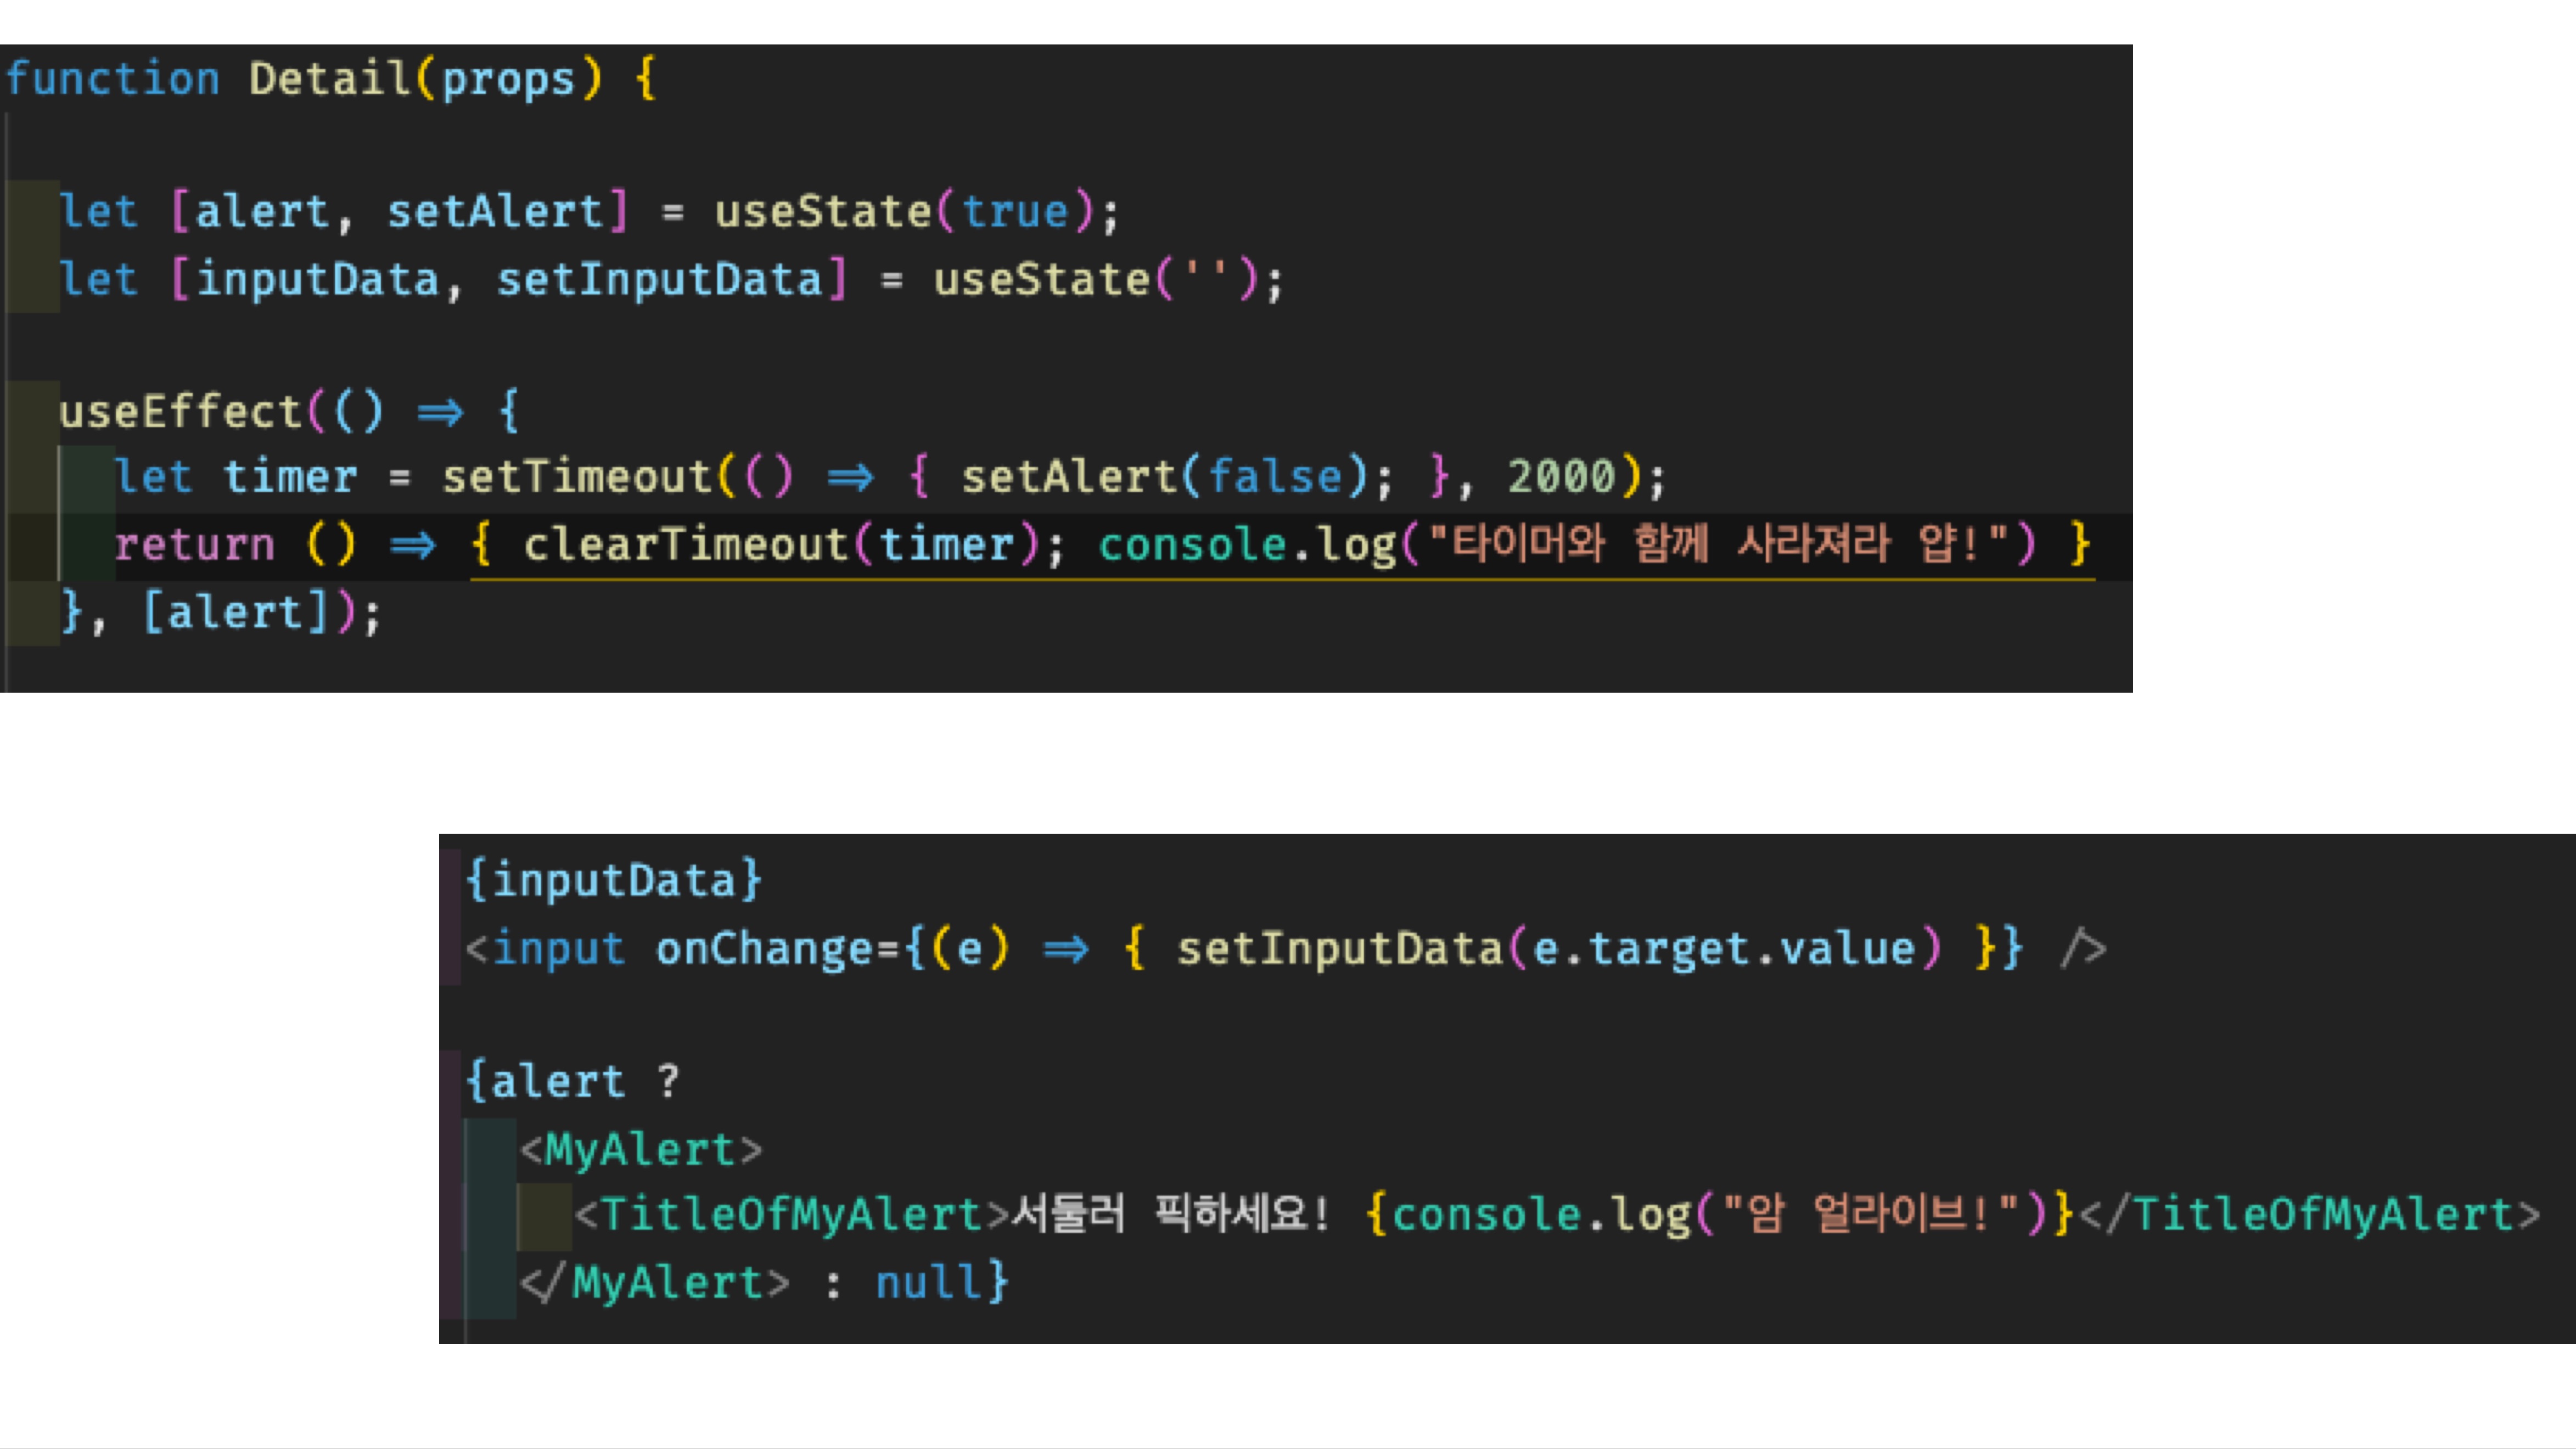 function Detail(props) {
let [alert, setAlert] = useState(true);
let [inputData, setInputData] = useState('');
useEffect(() => {
let timer = setTimeout(() => { setAlert(false); }, 2000);
return () => { clearTimeout(timer); console.log("타이머와 함께 사라져라 얍!") }
}, [alert]);
{inputData}
<input onChange={(e) => { setInputData(e.target.value) }} />
{alert ?
<MyAlert>
<TitleOfMyAlert>서둘러 픽하세요! {console.log("암 얼라이브!")}</TitleOfMyAlert>
</MyAlert> : null}